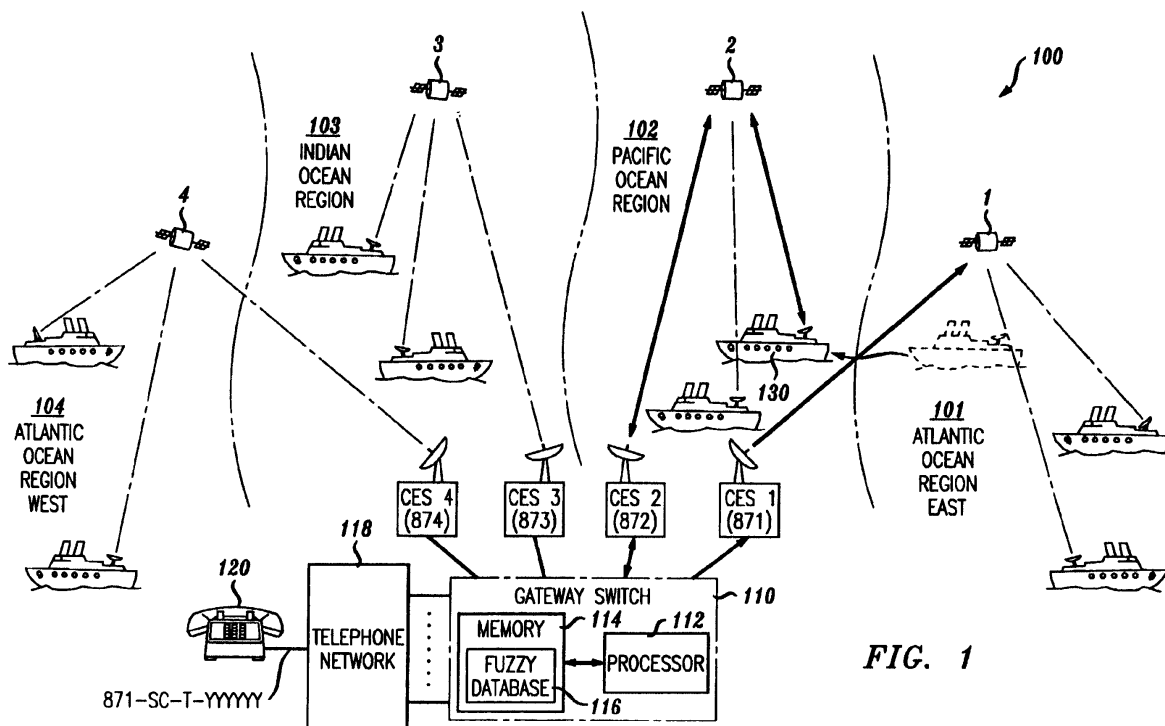 3
2
100
103
INDIAN
OCEAN
REGION
102
PACIFIC
OCEAN
REGION
4
1
130
104
ATLANTIC
OCEAN
REGION
WEST
101
ATLANTIC
OCEAN
REGION
EAST
CES 4
(874)
CES 3
(873)
CES 2
(872)
CES 1
(871)
118
120
TELEPHONE
NETWORK
GATEWAY SWITCH
110
MEMORY
114
112
PROCESSOR
FUZZY
DATABASE
116
871-SC-T-YYYYYY
FIG. 1